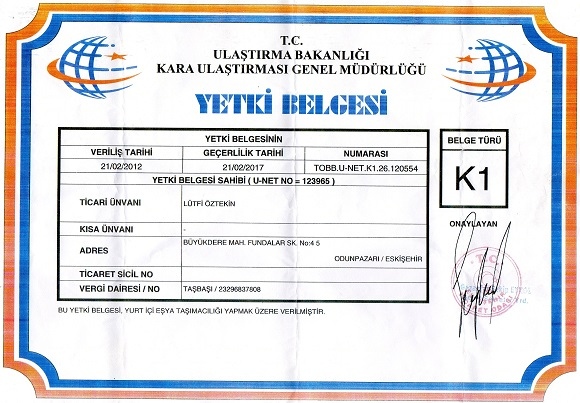 T.C.
ULAŞTIRMA BAKANLIĞI
KARA ULAŞTIRMASI GENEL MÜDÜRLÜĞÜ
YETKİ BELGESİ
YETKİ BELGESİNİN
VERİLİŞ TARİHİ GEÇERLİLİK TARİHİ NUMARASI
21/02/2012 21/02/2017 TOBB.U-NET.K1.26.120554
YETKİ BELGESİ SAHİBİ ( U-NET NO = 123965 )
TİCARİ ÜNVANI LÜTFİ ÖZTEKİN
KISA ÜNVANI -
ADRES BÜYÜKDERE MAH. FUNDALAR SK. No:4 5
ODUNPAZARI / ESKİŞEHİR
TİCARET SİCİL NO
VERGİ DAİRESİ / NO TAŞBAŞI / 23296837808
BU YETKİ BELGESİ, YURT İÇİ EŞYA TAŞIMACILIĞI YAPMAK ÜZERE VERİLMİŞTİR.
BELGE TÜRÜ
K1
ONAYLAYAN
T.C.